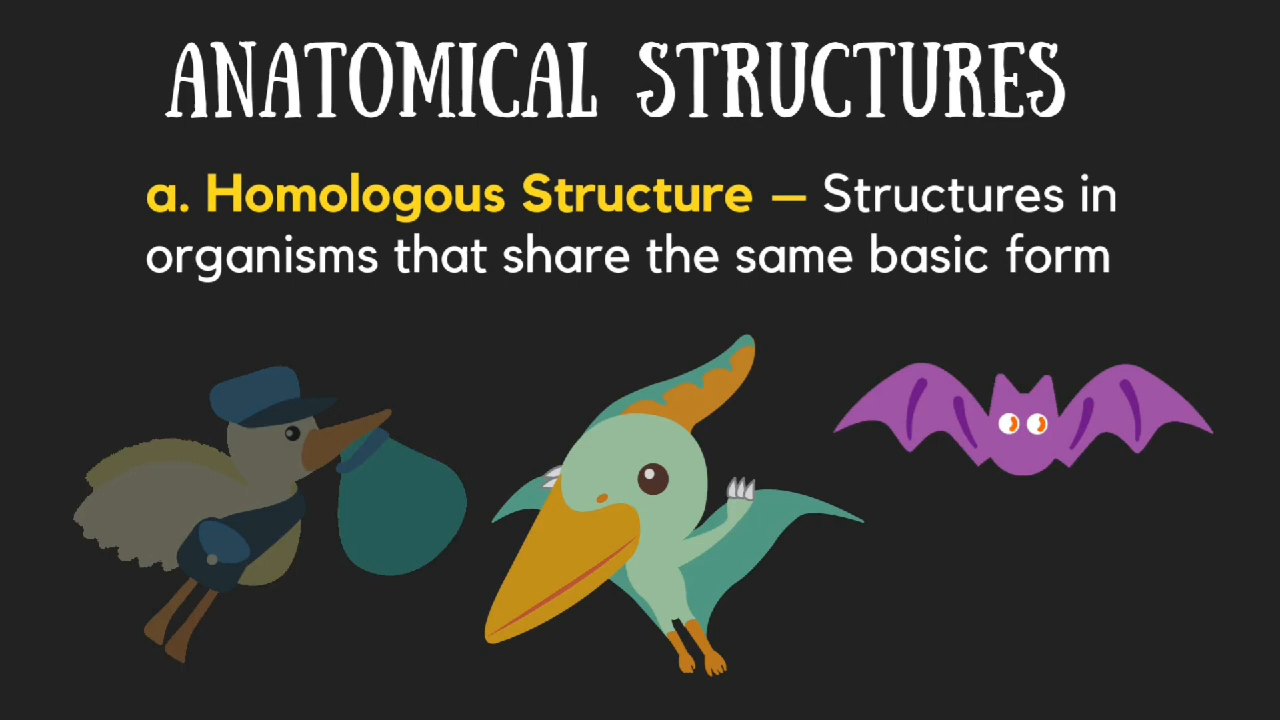 ANATOMICAL STRUCTURES
a. Homologous Structure — Structures in
organisms that share the same basic form